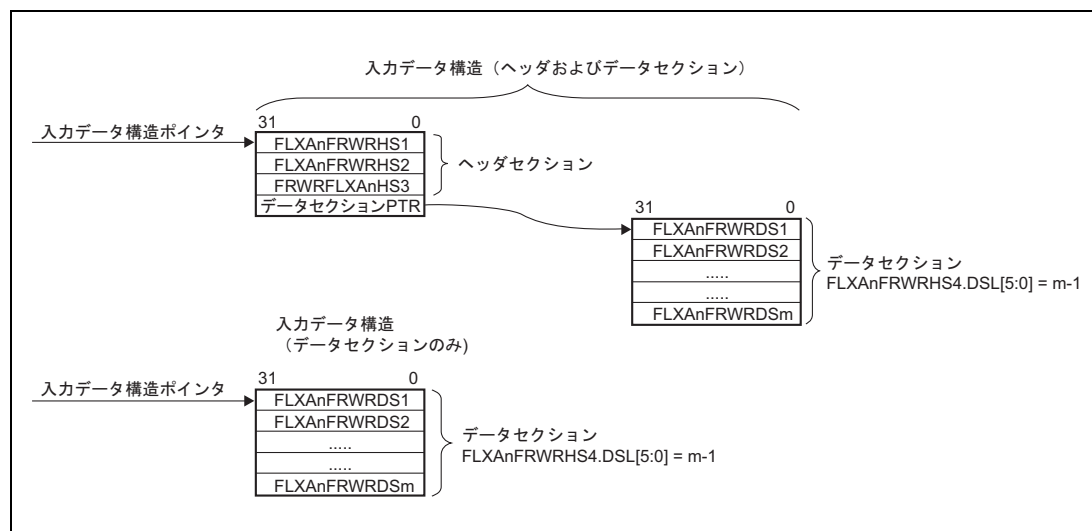 入力データ構造（ヘッダおよびデータセクション）
入力データ構造ポインタ
31 0
FLXAnFRWRHS1
FLXAnFRWRHS2
FRWRFLXAnHS3
データセクションPTR
ヘッダセクション
31 0
FLXAnFRWRDS1
FLXAnFRWRDS2
.....
.....
FLXAnFRWRDSm
データセクション
FLXAnFRWRHS4.DSL[5:0] = m-1
入力データ構造
（データセクションのみ)
入力データ構造ポインタ
31 0
FLXAnFRWRDS1
FLXAnFRWRDS2
.....
.....
FLXAnFRWRDSm
データセクション
FLXAnFRWRHS4.DSL[5:0] = m-1